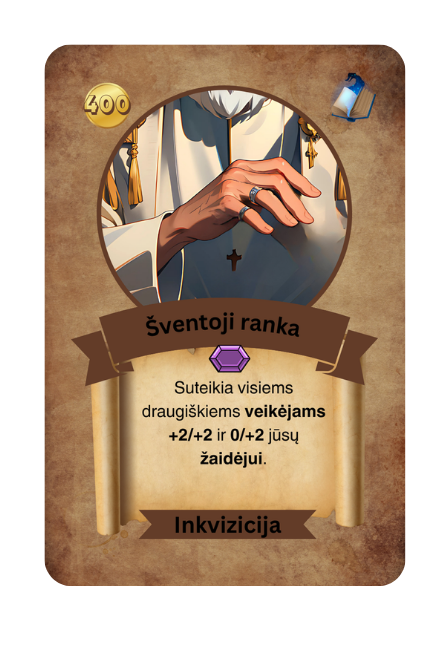 400
Šventoji ranka
Suteikia visiems
draugiškiems veikėjams
+2/+2 ir 0/+2 jūsų
žaidėjui.
Inkvizicija